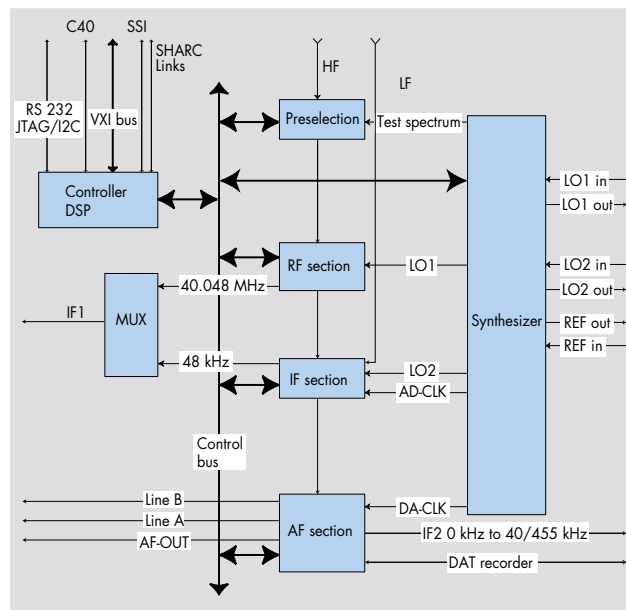 C40 SSI
SHARC
Links
HF
LF
RS 232
JTAG/I2C
VXI bus
Preselection
Test spectrum
Controller
DSP
LO1 in
LO1 out
RF section
LO1
LO2 in
40.048 MHz
LO2 out
IF1
MUX
Synthesizer
REF out
REF in
48 kHz
IF section
LO2
AD-CLK
Control
bus
Line B
DA-CLK
Line A
AF section
IF2 0 kHz to 40/455 kHz
AF-OUT
DAT recorder